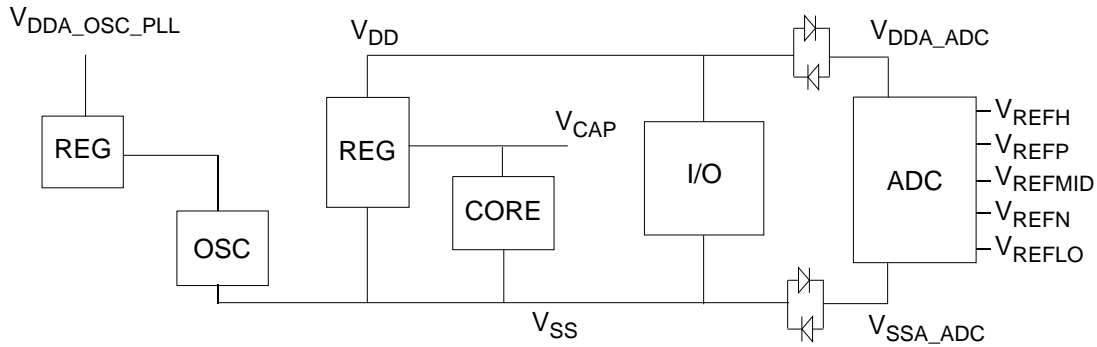 VDDA_OSC_PLL
VDD
VDDA_ADC
REG
REG
VCAP
I/O
ADC
VREFH
VREFP
VREFMID
VREFN
VREFLO
CORE
OSC
VSS
VSSA_ADC